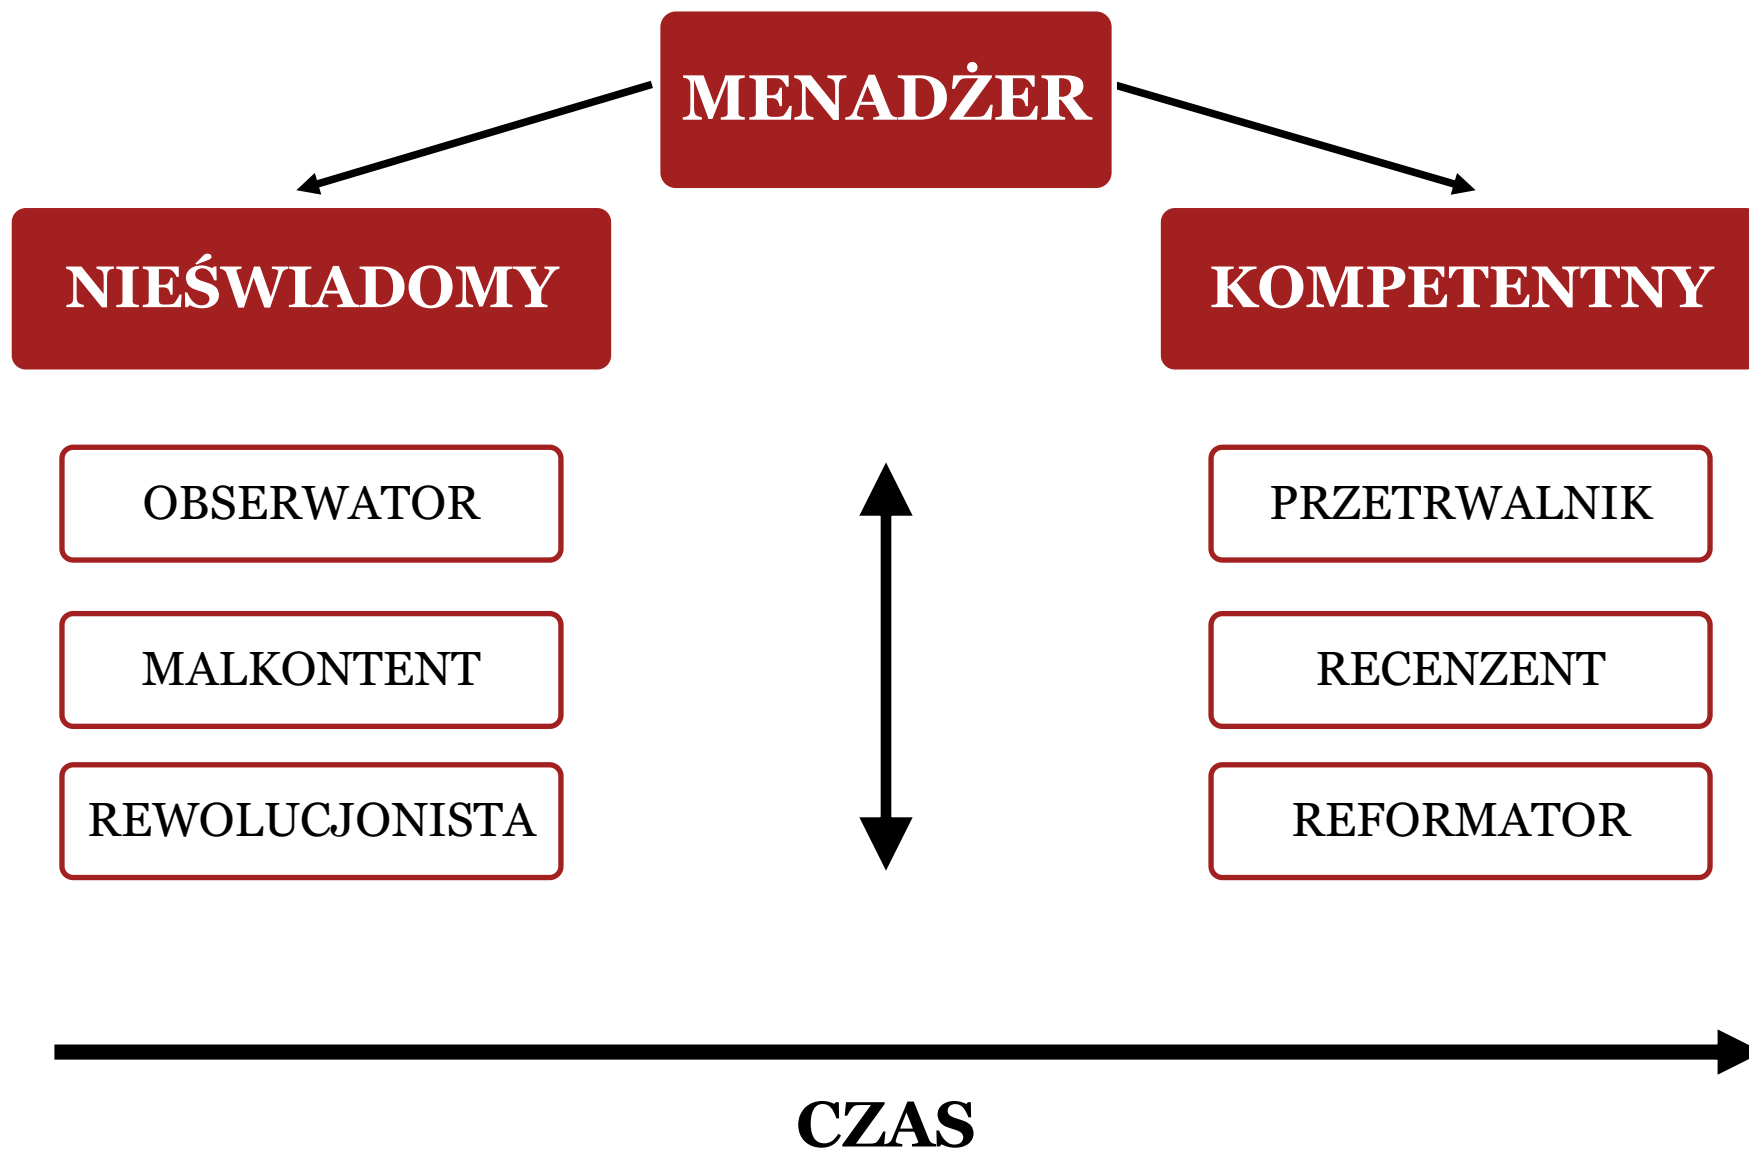 MENADŻER
NIEŚWIADOMY
KOMPETENTNY
OBSERWATOR
PRZETRWALNIK
MALKONTENT
RECENZENT
REWOLUCJONISTA
REFORMATOR
CZAS